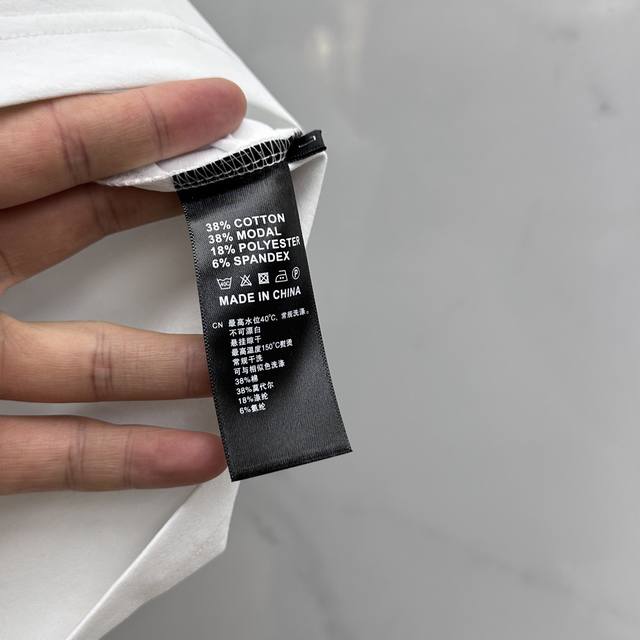 38% COTTON
38% MODAL
18% POLYESTER
6% SPANDEX
MADE IN CHINA
CN 最高水位40°C, 常规洗涤。
不可漂白
悬挂晾干
最高温度150°C熨烫
常规干洗
可与相似色洗涤
38%棉
38%莫代尔
18%涤纶
6%氨纶